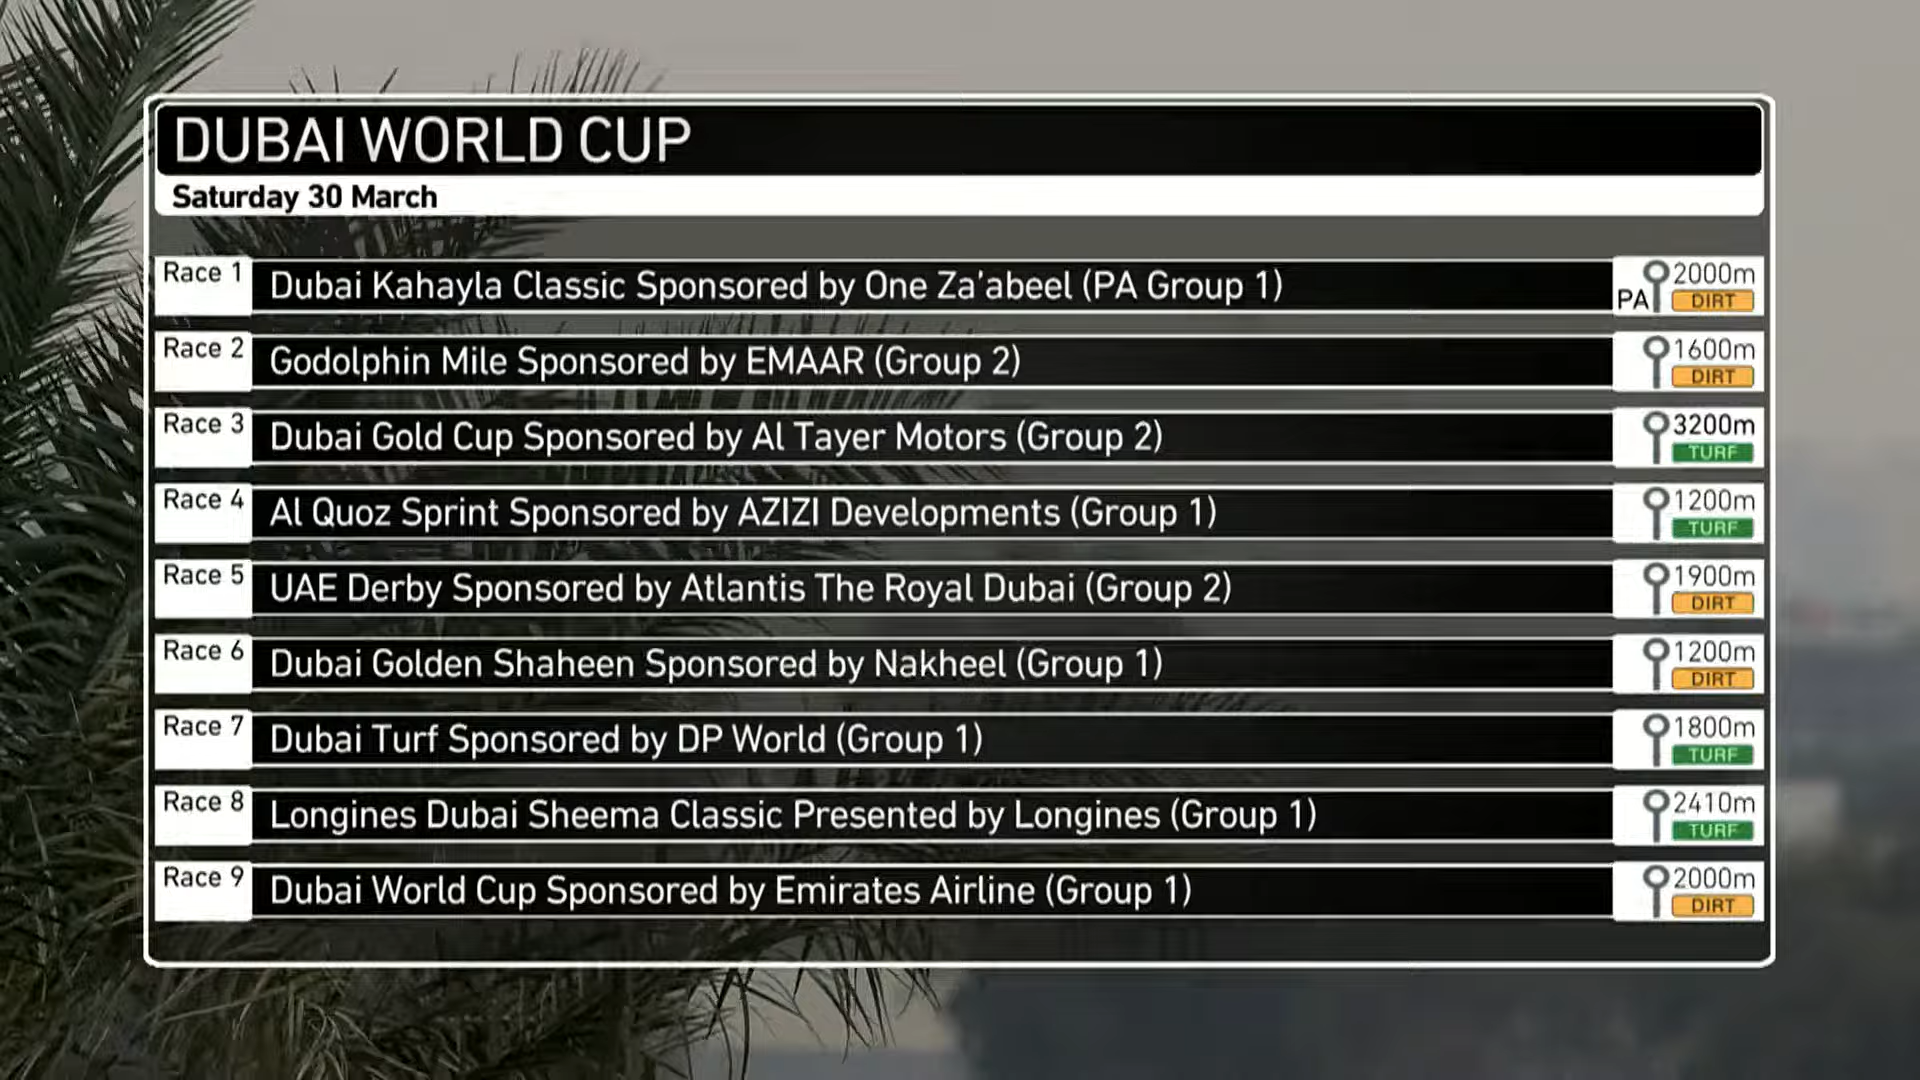 DUBAI WORLD CUP
Saturday 30 March
Race 1 Dubai Kahayla Classic Sponsored by One Za'abeel (PA Group 1) PA 2000m DIRT
Race 2 Godolphin Mile Sponsored by EMAAR (Group 2) 1600m DIRT
Race 3 Dubai Gold Cup Sponsored by Al Tayer Motors (Group 2) 3200m TURF
Race 4 Al Quoz Sprint Sponsored by AZIZI Developments (Group 1) 1200m TURF
Race 5 UAE Derby Sponsored by Atlantis The Royal Dubai (Group 2) 1900m DIRT
Race 6 Dubai Golden Shaheen Sponsored by Nakheel (Group 1) 1200m DIRT
Race 7 Dubai Turf Sponsored by DP World (Group 1) 1800m TURF
Race 8 Longines Dubai Sheema Classic Presented by Longines (Group 1) 2410m TURF
Race 9 Dubai World Cup Sponsored by Emirates Airline (Group 1) 2000m DIRT